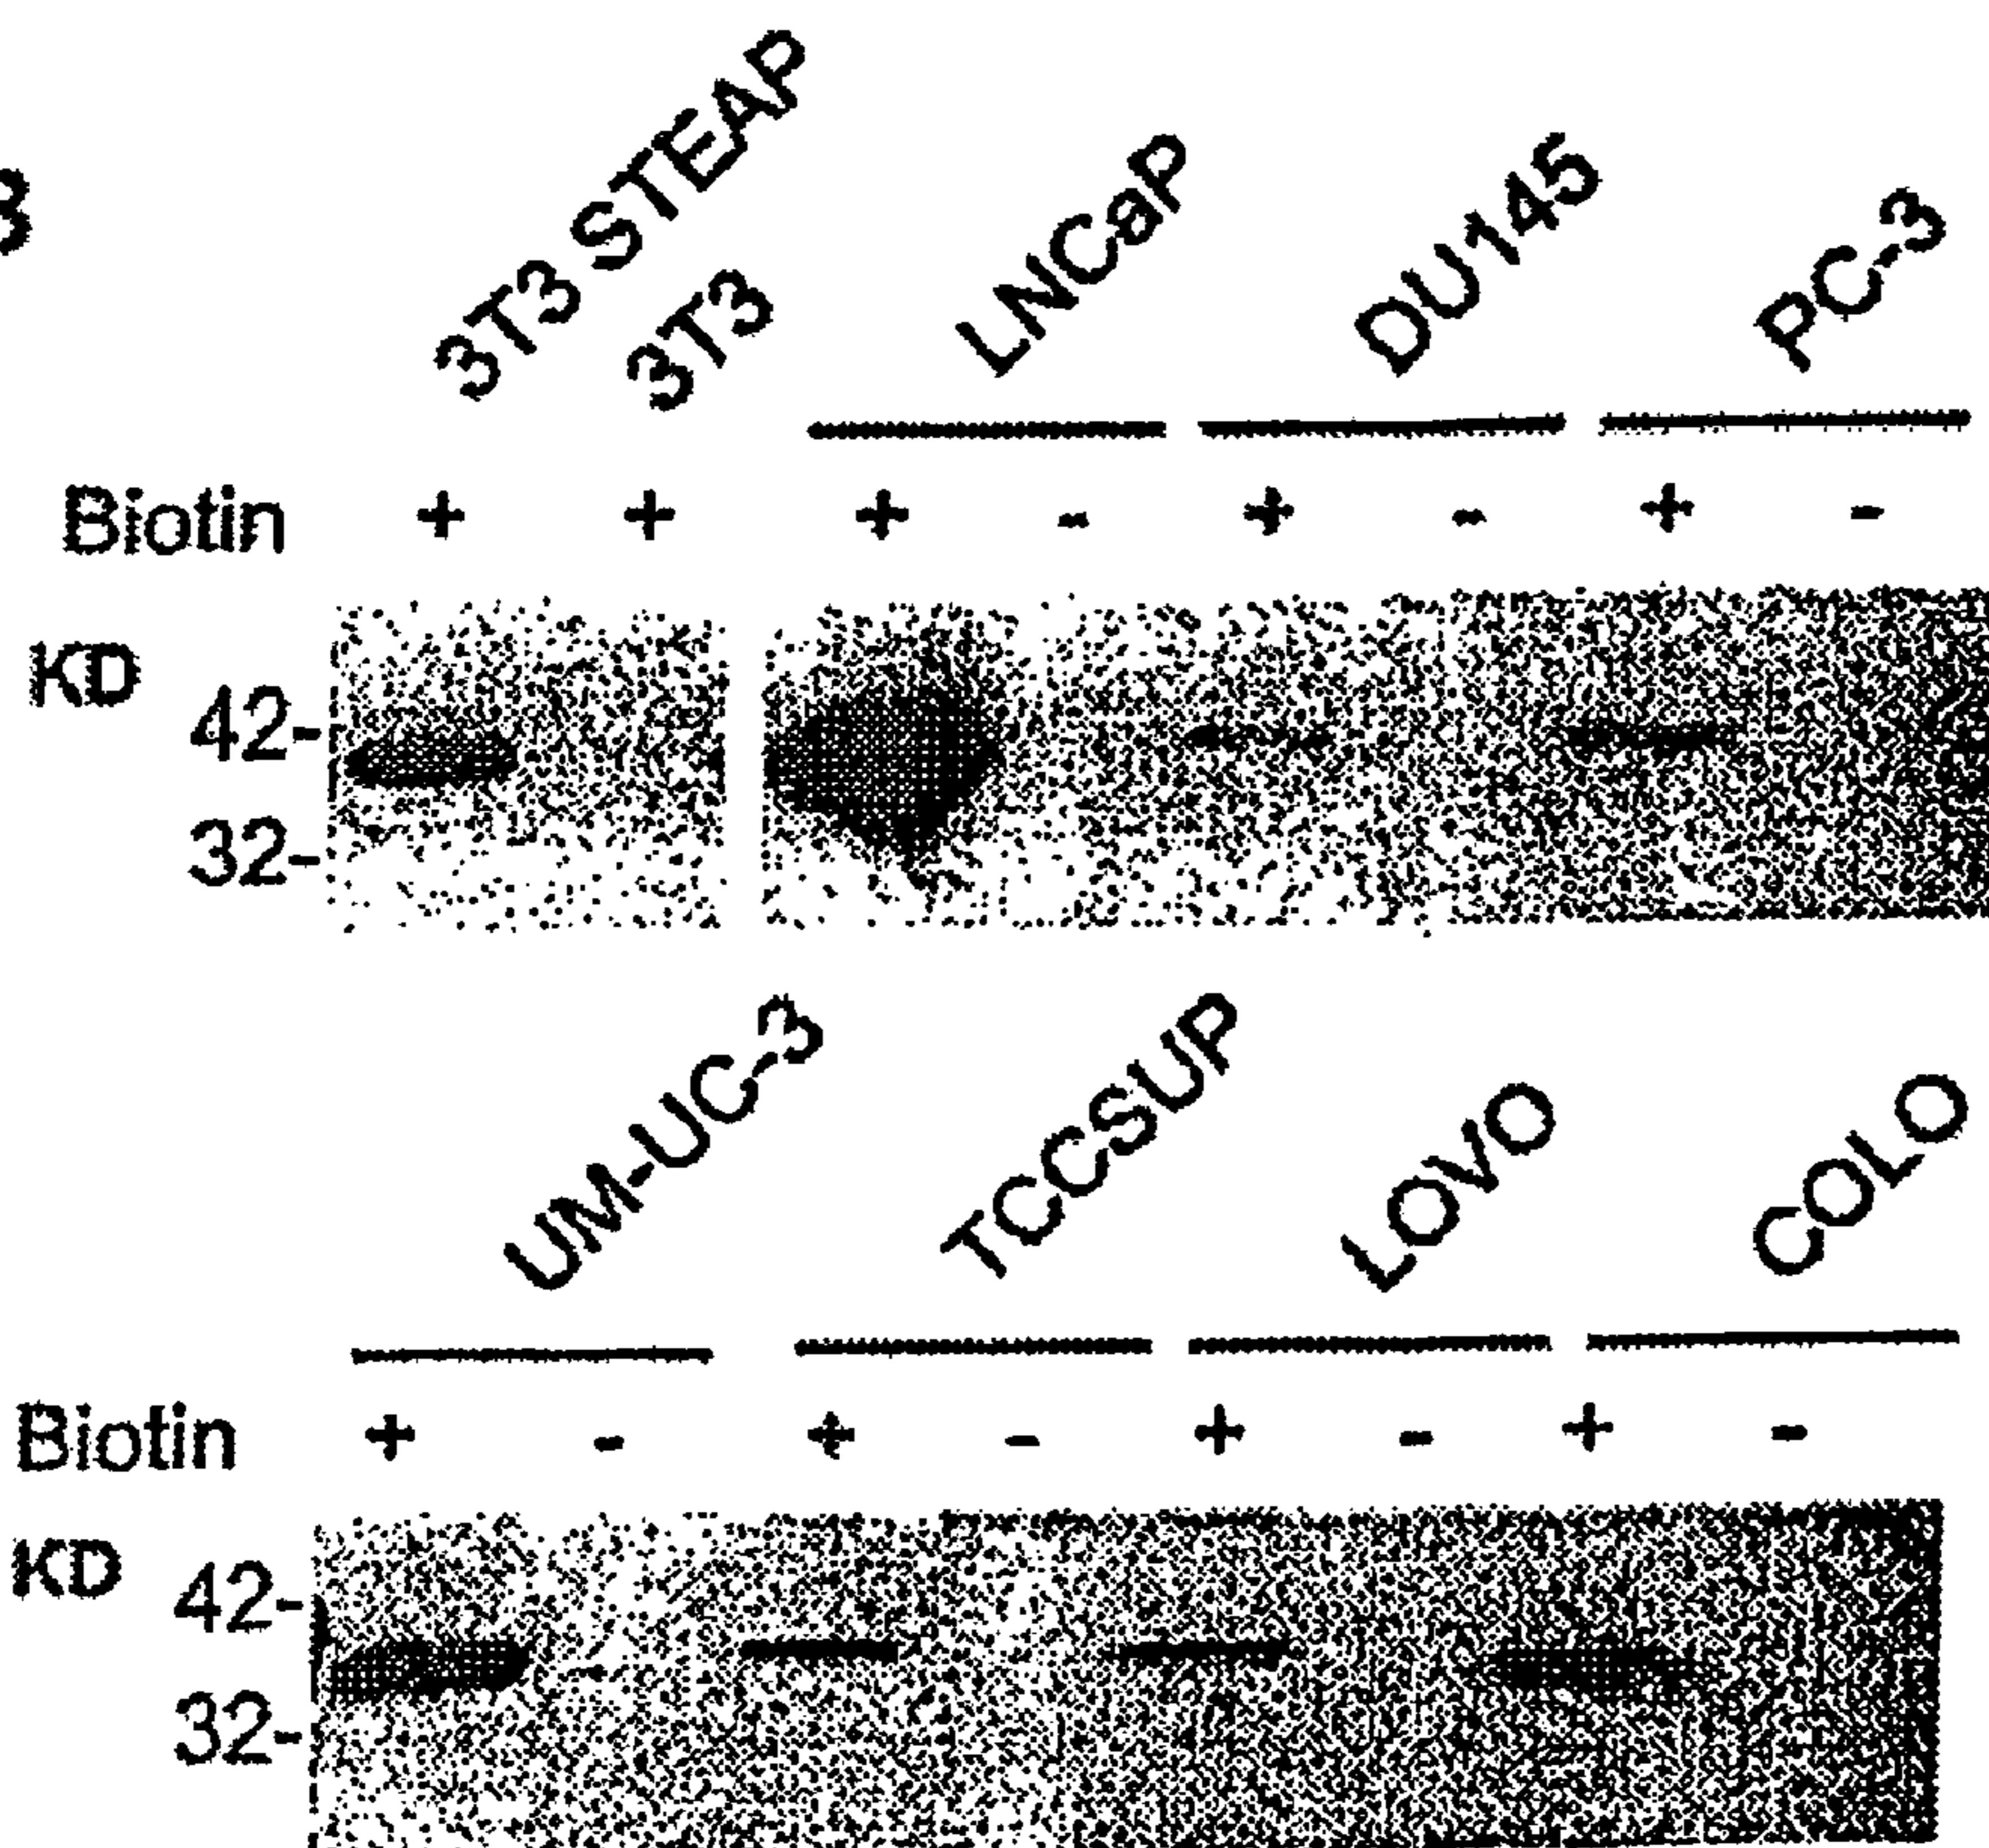 3T3 STEAP 3T3 LNCaP DU145 PC-3
Biotin + + + - + - + -
KD
42-
32-
UM-UC-3 TCCSUP LOVO COLO
Biotin + - + - + - + -
KD 42-
32-